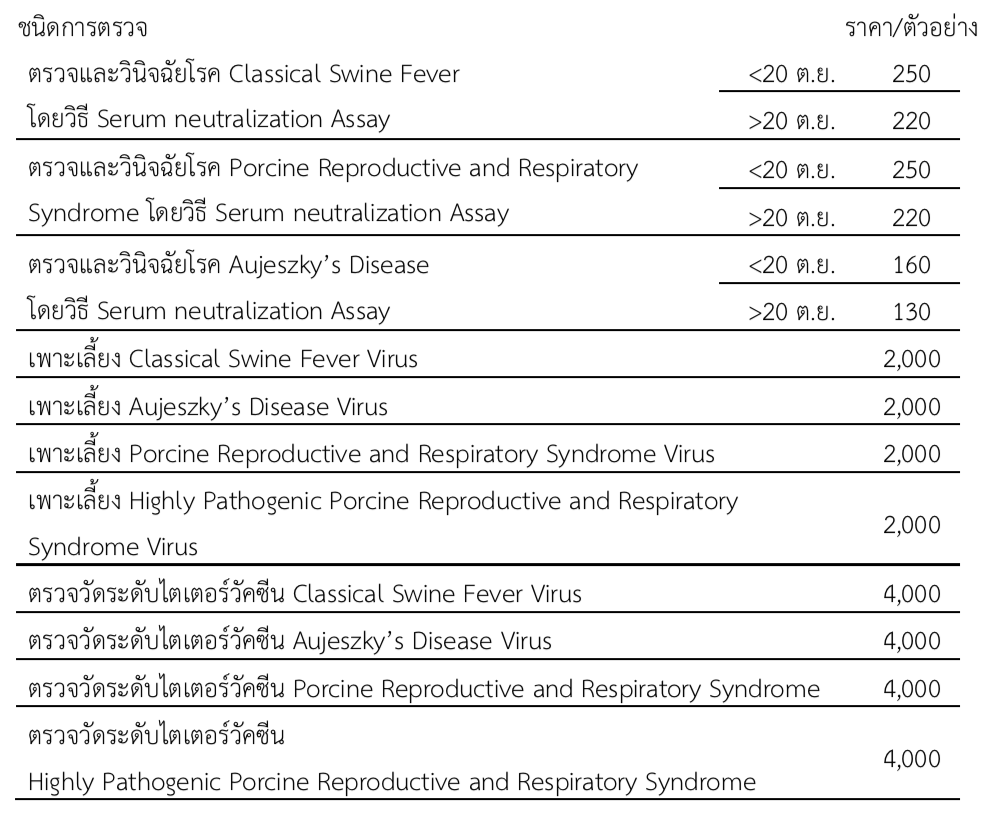 ชนิดการตรวจ ราคา/ตัวอย่าง
ตรวจและวินิจฉัยโรค Classical Swine Fever <20 ต.ย. 250
โดยวิธี Serum neutralization Assay >20 ต.ย. 220
ตรวจและวินิจฉัยโรค Porcine Reproductive and Respiratory <20 ต.ย. 250
Syndrome โดยวิธี Serum neutralization Assay >20 ต.ย. 220
ตรวจและวินิจฉัยโรค Aujeszky’s Disease <20 ต.ย. 160
โดยวิธี Serum neutralization Assay >20 ต.ย. 130
เพาะเลี้ยง Classical Swine Fever Virus 2,000
เพาะเลี้ยง Aujeszky’s Disease Virus 2,000
เพาะเลี้ยง Porcine Reproductive and Respiratory Syndrome Virus 2,000
เพาะเลี้ยง Highly Pathogenic Porcine Reproductive and Respiratory
2,000
Syndrome Virus
ตรวจวัดระดับไตเตอร์วัคซีน Classical Swine Fever Virus 4,000
ตรวจวัดระดับไตเตอร์วัคซีน Aujeszky’s Disease Virus 4,000
ตรวจวัดระดับไตเตอร์วัคซีน Porcine Reproductive and Respiratory Syndrome 4,000
ตรวจวัดระดับไตเตอร์วัคซีน
4,000
Highly Pathogenic Porcine Reproductive and Respiratory Syndrome